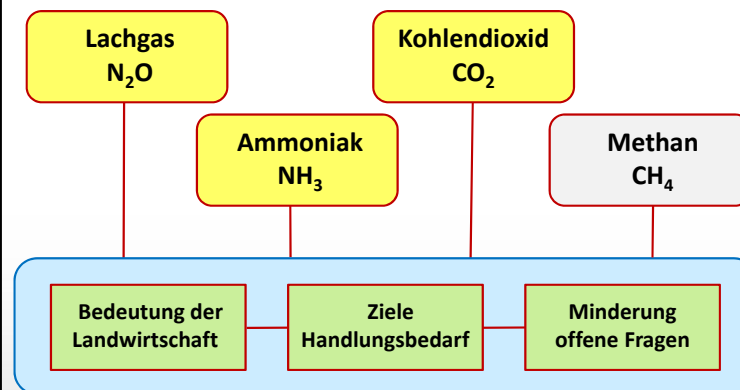 Lachgas
N₂O
Kohlendioxid
CO₂
Ammoniak
NH₃
Methan
CH₄
Bedeutung der
Landwirtschaft
Ziele
Handlungsbedarf
Minderung
offene Fragen